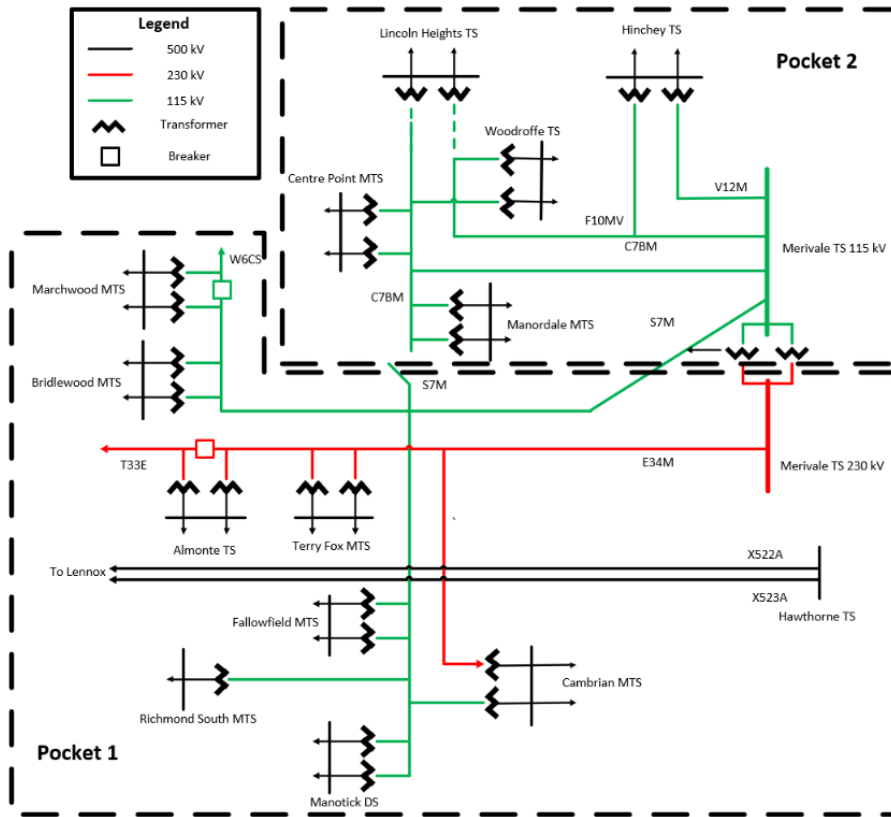 Legend
500 kV
230 kV
115 kV
Transformer
Breaker
Lincoln Heights TS
Hinchey TS
Pocket 2
Woodroffe TS
Centre Point MTS
V12M
F10MV
C7BM
Merivale TS 115 kV
W6CS
Marchwood MTS
C7BM
Manordale MTS
S7M
Bridlewood MTS
S7M
T33E
E34M
Merivale TS 230 kV
Almonte TS
Terry Fox MTS
X522A
To Lennox
X523A
Hawthorne TS
Fallowfield MTS
Cambrian MTS
Richmond South MTS
Pocket 1
Manotick DS